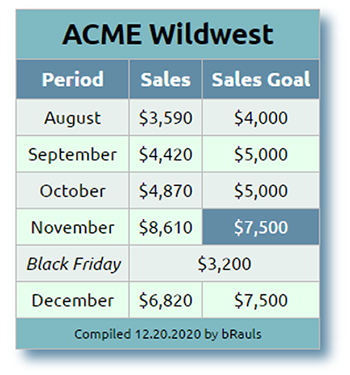 ACME Wildwest
Period Sales Sales Goal
August $3,590 $4,000
September $4,420 $5,000
October $4,870 $5,000
November $8,610 $7,500
Black Friday $3,200
December $6,820 $7,500
Compiled 12.20.2020 by bRauls